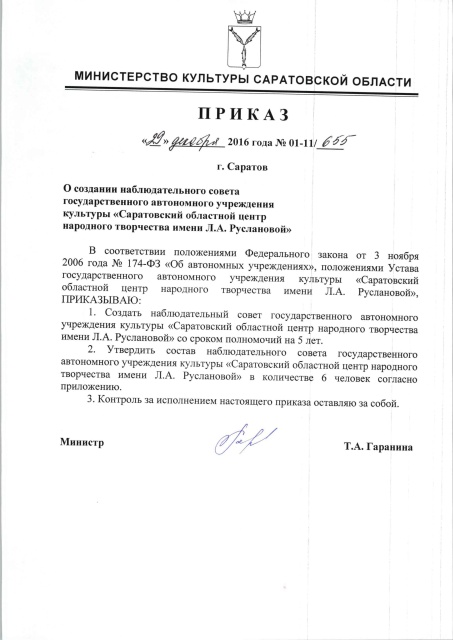 МИНИСТЕРСТВО КУЛЬТУРЫ САРАТОВСКОЙ ОБЛАСТИ
ПРИКАЗ
«29» декабря 2016 года № 01-11/ 655
г. Саратов
О создании наблюдательного совета
государственного автономного учреждения
культуры «Саратовский областной центр
народного творчества имени Л.А. Руслановой»
В соответствии положениями Федерального закона от 3 ноября
2006 года № 174-ФЗ «Об автономных учреждениях», положениями Устава
государственного автономного учреждения культуры «Саратовский
областной центр народного творчества имени Л.А. Руслановой»,
ПРИКАЗЫВАЮ:
1. Создать наблюдательный совет государственного автономного
учреждения культуры «Саратовский областной центр народного творчества
имени Л.А. Руслановой» со сроком полномочий на 5 лет.
2. Утвердить состав наблюдательного совета государственного
автономного учреждения культуры «Саратовский областной центр народного
творчества имени Л.А. Руслановой» в количестве 6 человек согласно
приложению.
3. Контроль за исполнением настоящего приказа оставляю за собой.
Министр
Т.А. Гаранина